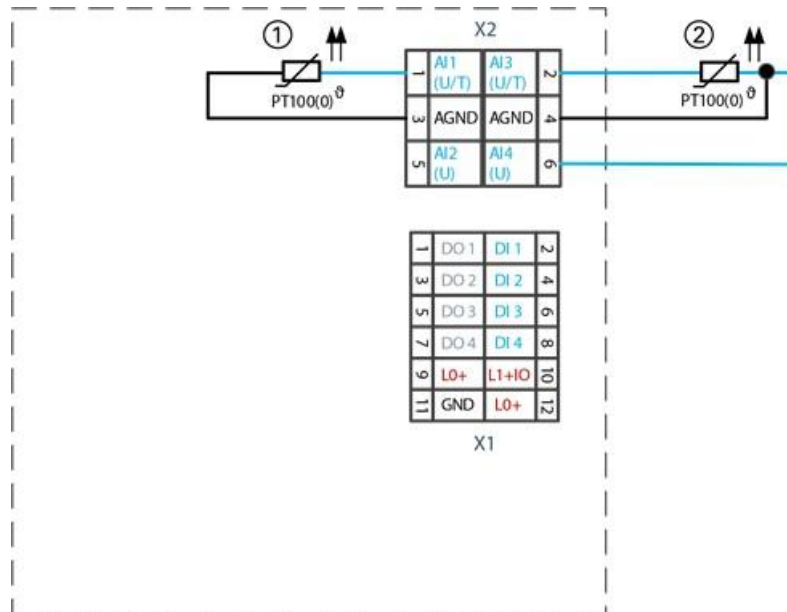 ① X2 ②
1 AI1 (U/T) AI3 (U/T) 2
PT100(0) ϑ PT100(0) ϑ
3 AGND AGND 4
5 AI2 (U) AI4 (U) 6
1 DO 1 DI 1 2
3 DO 2 DI 2 4
5 DO 3 DI 3 6
7 DO 4 DI 4 8
9 L0+ L1+IO 10
11 GND L0+ 12
X1